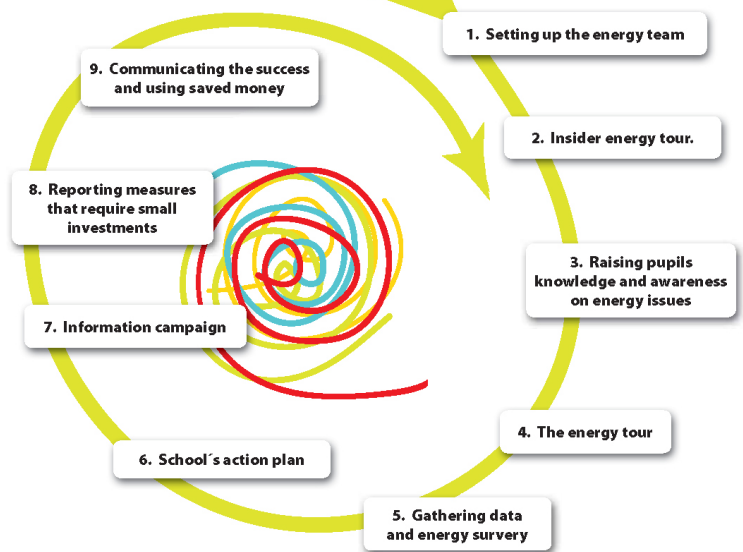 1. Setting up the energy team
2. Insider energy tour.
3. Raising pupils
knowledge and awareness
on energy issues
4. The energy tour
5. Gathering data
and energy survery
6. School´s action plan
7. Information campaign
8. Reporting measures
that require small
investments
9. Communicating the success
and using saved money